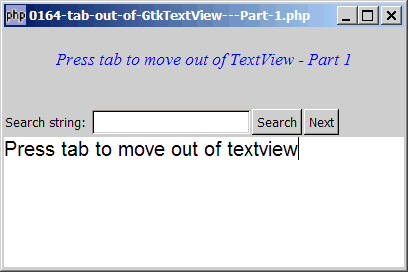 php 0164-tab-out-of-GtkTextView---Part-1.php
Press tab to move out of TextView - Part 1
Search string: Search Next
Press tab to move out of textview